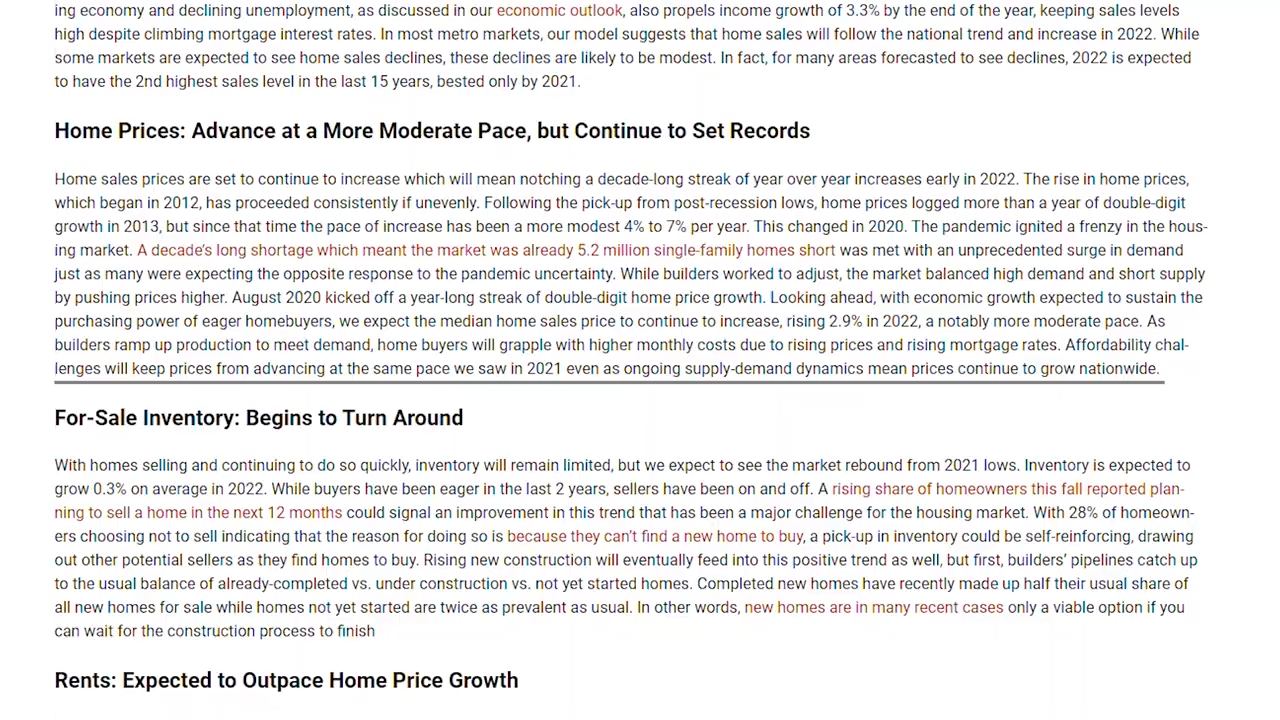 ing economy and declining unemployment, as discussed in our economic outlook, also propels income growth of 3.3% by the end of the year, keeping sales levels
high despite climbing mortgage interest rates. In most metro markets, our model suggests that home sales will follow the national trend and increase in 2022. While
some markets are expected to see home sales declines, these declines are likely to be modest. In fact, for many areas forecasted to see declines, 2022 is expected
to have the 2nd highest sales level in the last 15 years, bested only by 2021.
Home Prices: Advance at a More Moderate Pace, but Continue to Set Records
Home sales prices are set to continue to increase which will mean notching a decade-long streak of year over year increases early in 2022. The rise in home prices,
which began in 2012, has proceeded consistently if unevenly. Following the pick-up from post-recession lows, home prices logged more than a year of double-digit
growth in 2013, but since that time the pace of increase has been a more modest 4% to 7% per year. This changed in 2020. The pandemic ignited a frenzy in the hous-
ing market. A decade's long shortage which meant the market was already 5.2 million single-family homes short was met with an unprecedented surge in demand
just as many were expecting the opposite response to the pandemic uncertainty. While builders worked to adjust, the market balanced high demand and short supply
by pushing prices higher. August 2020 kicked off a year-long streak of double-digit home price growth. Looking ahead, with economic growth expected to sustain the
purchasing power of eager homebuyers, we expect the median home sales price to continue to increase, rising 2.9% in 2022, a notably more moderate pace. As
builders ramp up production to meet demand, home buyers will grapple with higher monthly costs due to rising prices and rising mortgage rates. Affordability chal-
lenges will keep prices from advancing at the same pace we saw in 2021 even as ongoing supply-demand dynamics mean prices continue to grow nationwide.
For-Sale Inventory: Begins to Turn Around
With homes selling and continuing to do so quickly, inventory will remain limited, but we expect to see the market rebound from 2021 lows. Inventory is expected to
grow 0.3% on average in 2022. While buyers have been eager in the last 2 years, sellers have been on and off. A rising share of homeowners this fall reported plan-
ning to sell a home in the next 12 months could signal an improvement in this trend that has been a major challenge for the housing market. With 28% of homeown-
ers choosing not to sell indicating that the reason for doing so is because they can't find a new home to buy, a pick-up in inventory could be self-reinforcing, drawing
out other potential sellers as they find homes to buy. Rising new construction will eventually feed into this positive trend as well, but first, builders' pipelines catch up
to the usual balance of already-completed vs. under construction vs. not yet started homes. Completed new homes have recently made up half their usual share of
all new homes for sale while homes not yet started are twice as prevalent as usual. In other words, new homes are in many recent cases only a viable option if you
can wait for the construction process to finish
Rents: Expected to Outpace Home Price Growth